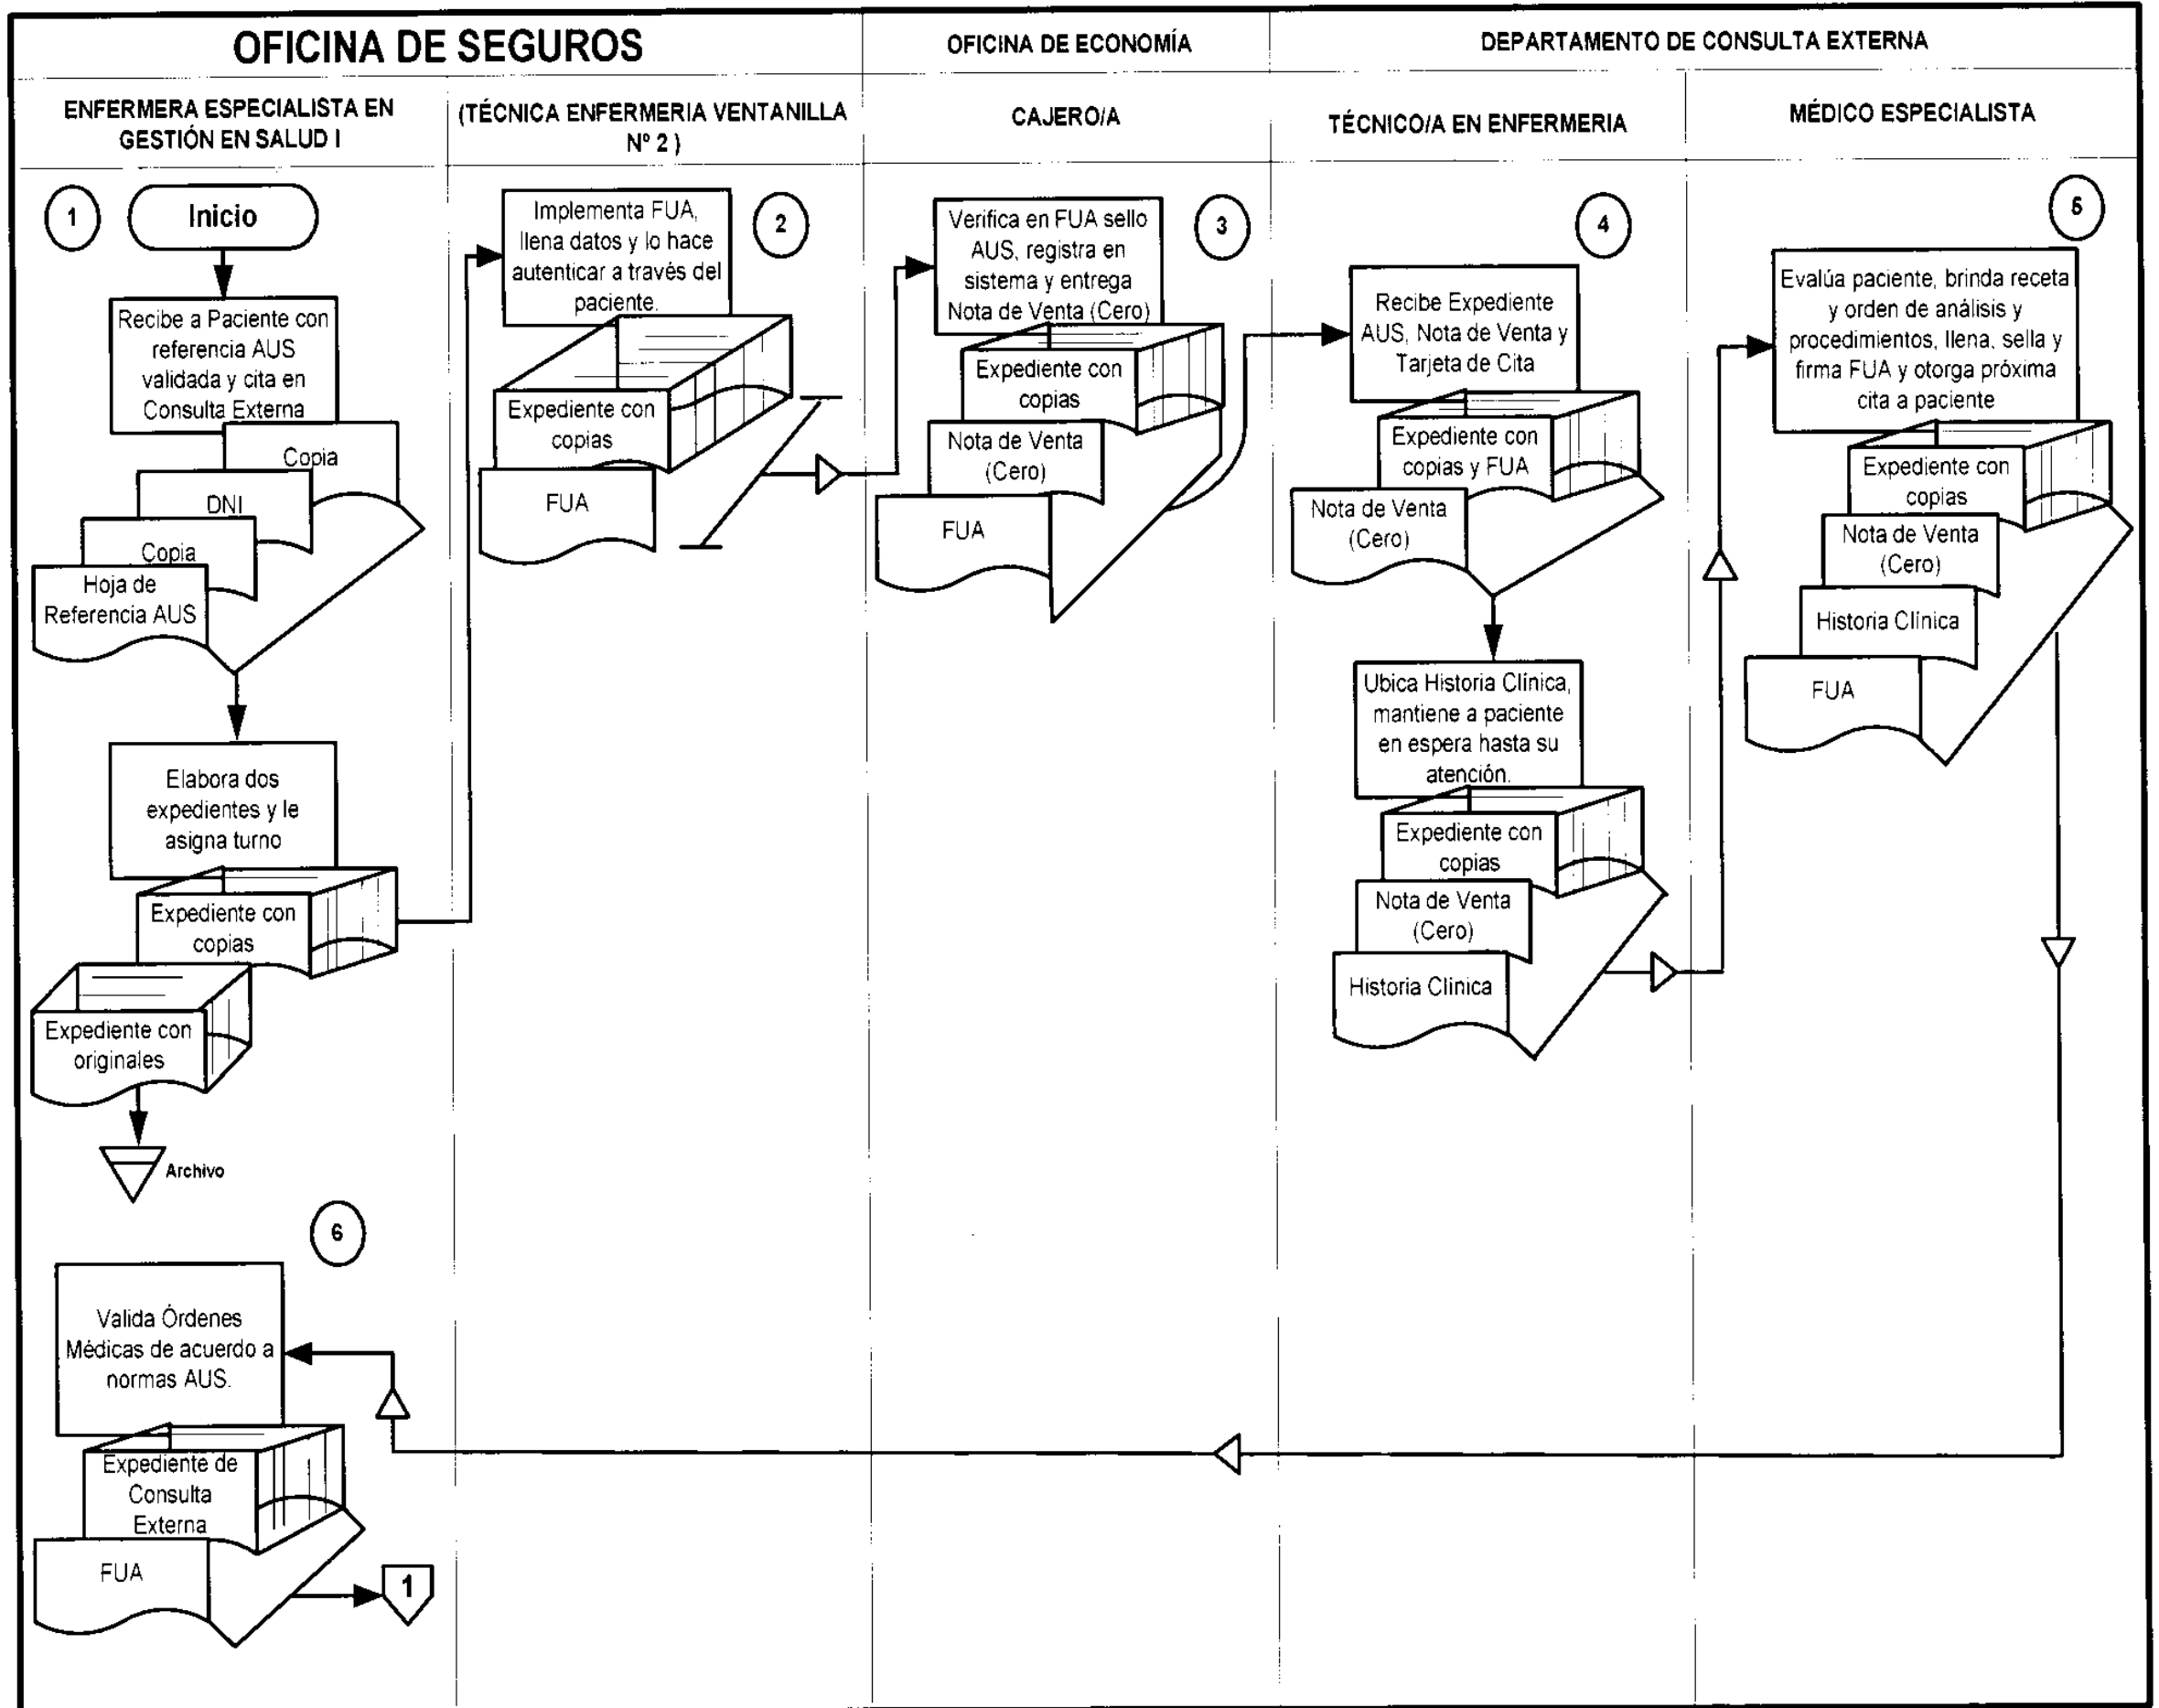 OFICINA DE SEGUROS
OFICINA DE ECONOMÍA
DEPARTAMENTO DE CONSULTA EXTERNA
ENFERMERA ESPECIALISTA EN
GESTIÓN EN SALUD I
(TÉCNICA ENFERMERIA VENTANILLA
Nº 2 )
CAJERO/A
TÉCNICO/A EN ENFERMERIA
MÉDICO ESPECIALISTA
1
Inicio
Recibe a Paciente con
referencia AUS
validada y cita en
Consulta Externa
Copia
DNI
Copia
Hoja de
Referencia AUS
Elabora dos
expedientes y le
asigna turno
Expediente con
copias
Expediente con
originales
Archivo
2
Implementa FUA,
llena datos y lo hace
autenticar a través del
paciente.
Expediente con
copias
FUA
3
Verifica en FUA sello
AUS, registra en
sistema y entrega
Nota de Venta (Cero)
Expediente con
copias
Nota de Venta
(Cero)
FUA
4
Recibe Expediente
AUS, Nota de Venta y
Tarjeta de Cita
Expediente con
copias y FUA
Nota de Venta
(Cero)
Ubica Historia Clínica,
mantiene a paciente
en espera hasta su
atención.
Expediente con
copias
Nota de Venta
(Cero)
Historia Clinica
5
Evalúa paciente, brinda receta
y orden de análisis y
procedimientos, llena, sella y
firma FUA y otorga próxima
cita a paciente
Expediente con
copias
Nota de Venta
(Cero)
Historia Clínica
FUA
6
Valida Órdenes
Médicas de acuerdo a
normas AUS.
Expediente de
Consulta
Externa
FUA
1